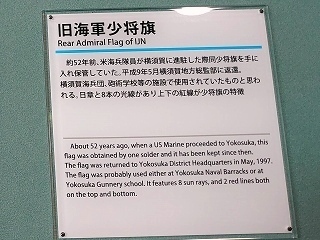 旧海軍少将旗
Rear Admiral Flag of IJN
約52年前、米海兵隊員が横須賀に進駐した際同少将旗を手に
入れ保管していた。平成9年5月横須賀地方総監部に返還。
横須賀海兵団、砲術学校等の施設で使用されていたものと思わ
れる。日章と8本の光線があり上下の紅線が少将旗の特徴
About 52 years ago, when a US Marine proceeded to Yokosuka, this
flag was obtained by one solder and it has been kept since then.
The flag was returned to Yokosuka District Headquarters in May, 1997.
The flag was probably used either at Yokosuka Naval Barracks or at
Yokosuka Gunnery school. It features 8 sun rays, and 2 red lines both
on the top and bottom.